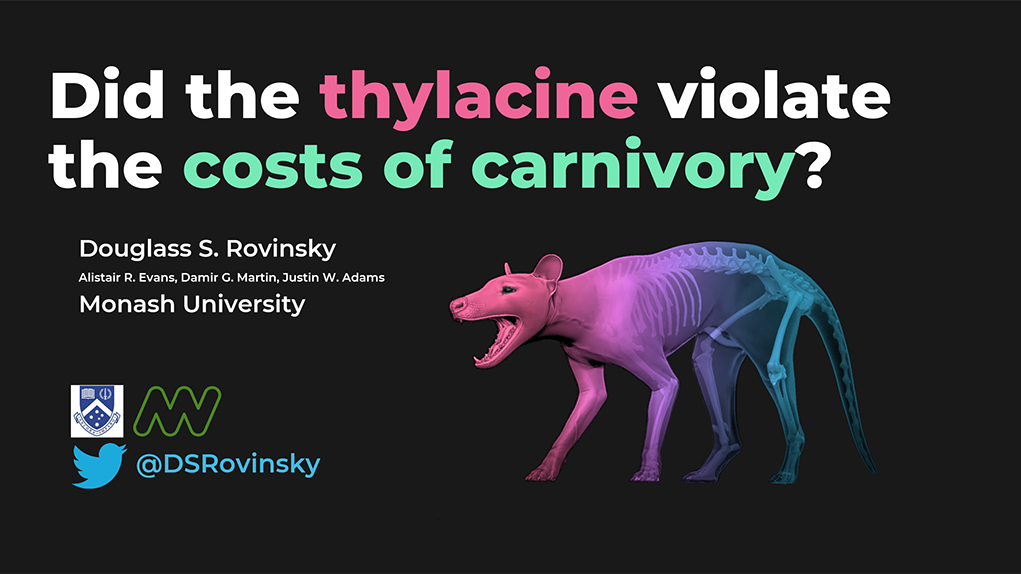 Did the thylacine violate
the costs of carnivory?
Douglass S. Rovinsky
Alistair R. Evans, Damir G. Martin, Justin W. Adams
Monash University
@DSRovinsky